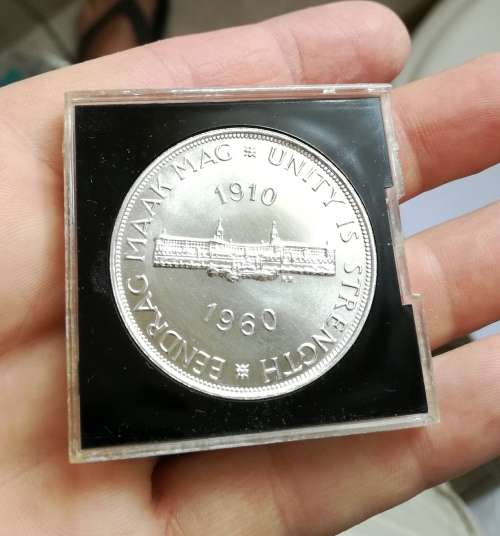 EENDRAG MAAK MAG ⁜ UNITY IS STRENGTH ⁜
1910
1960